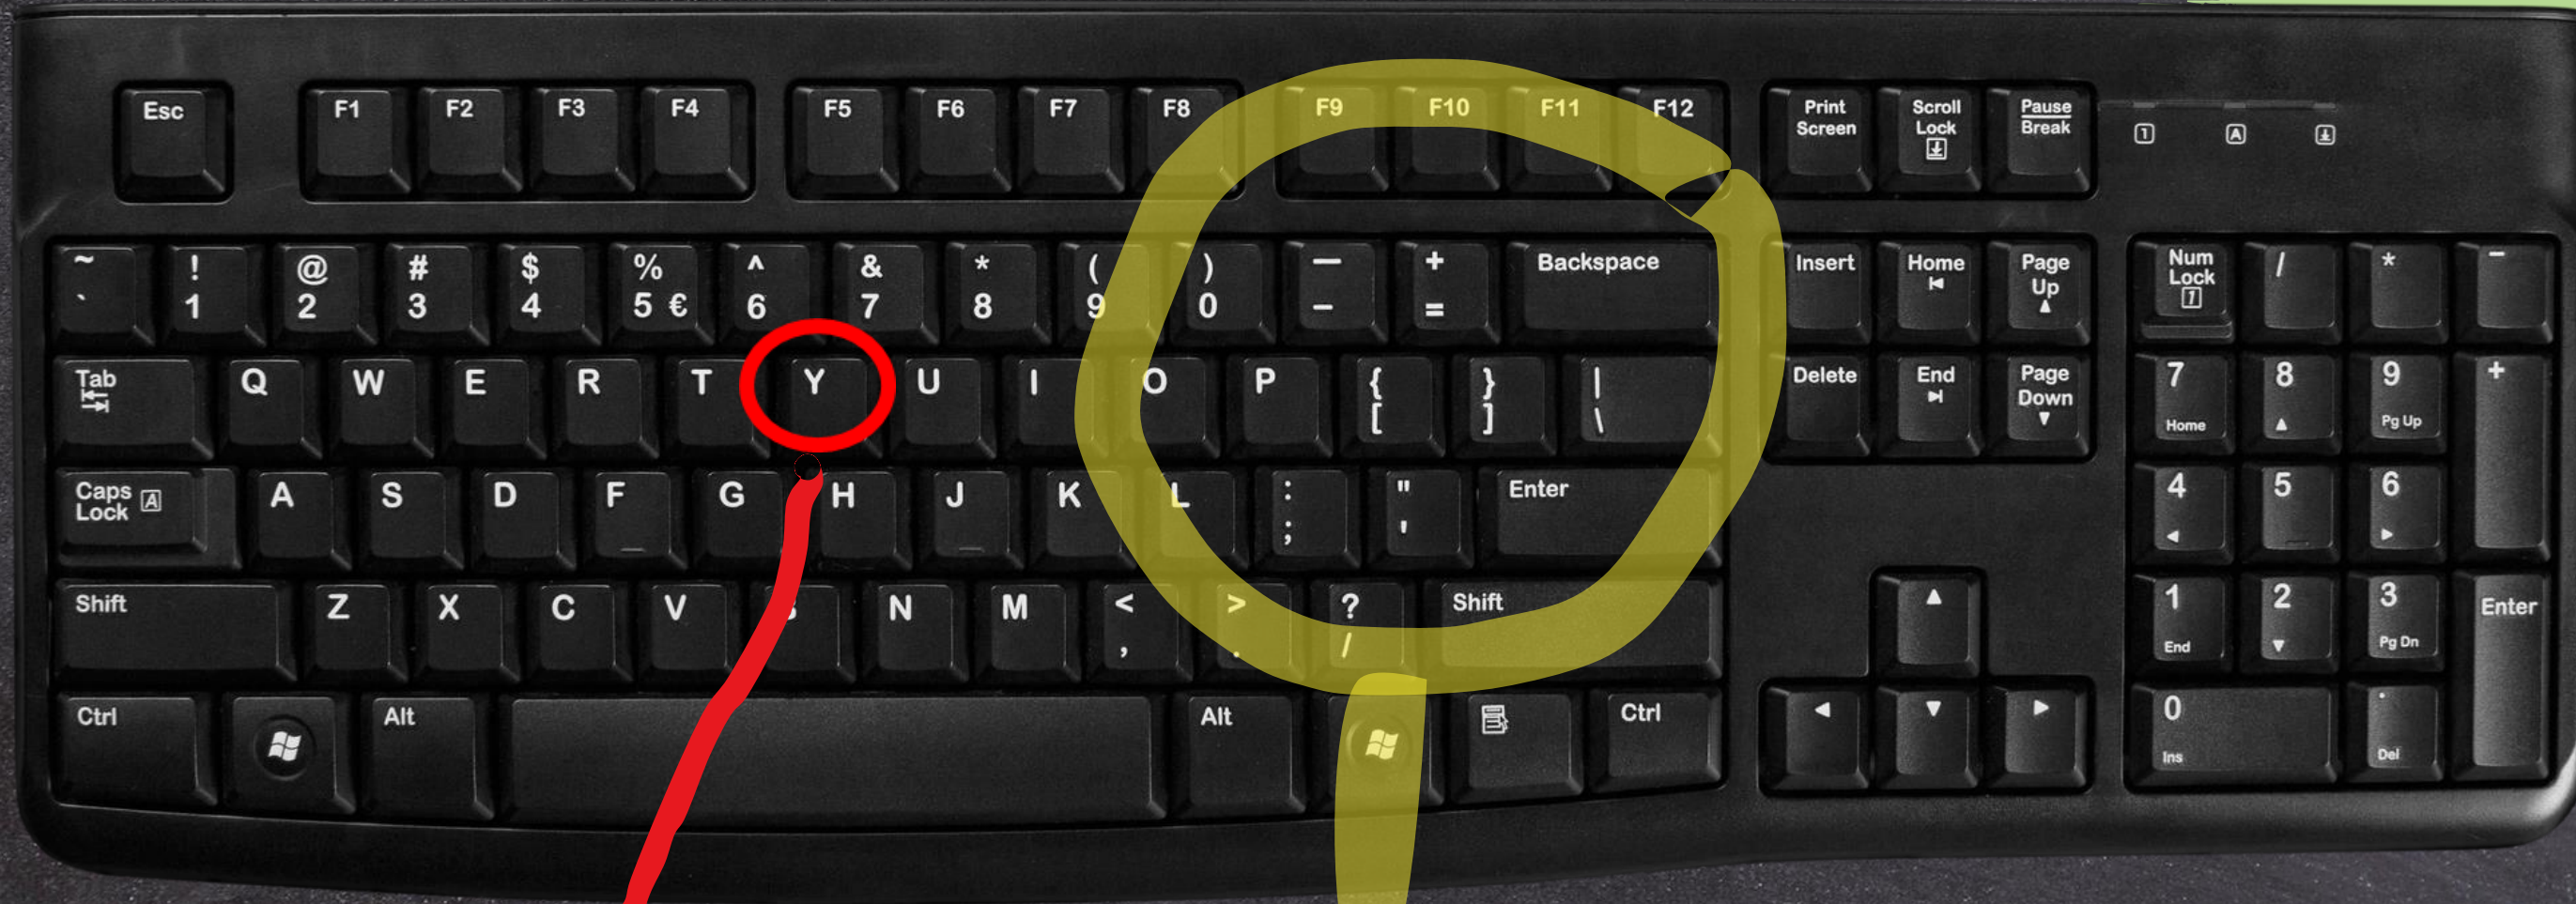 Esc F1 F2 F3 F4 F5 F6 F7 F8 F9 F10 F11 F12 Print Screen Scroll Lock Pause Break
1 A
~ ` ! 1 @ 2 # 3 $ 4 % 5 € ^ 6 & 7 * 8 ( 9 ) 0 — - + = Backspace Insert Home Page Up Num Lock 1 / * -
Tab Q W E R T Y U I O P { [ } ] | \ Delete End Page Down 7 Home 8 9 Pg Up +
Caps Lock A A S D F G H J K L : ; " ' Enter 4 5 6
Shift Z X C V N M < , > . ? / Shift 1 End 2 3 Pg Dn Enter
Ctrl Alt Alt Ctrl 0 Ins . Del